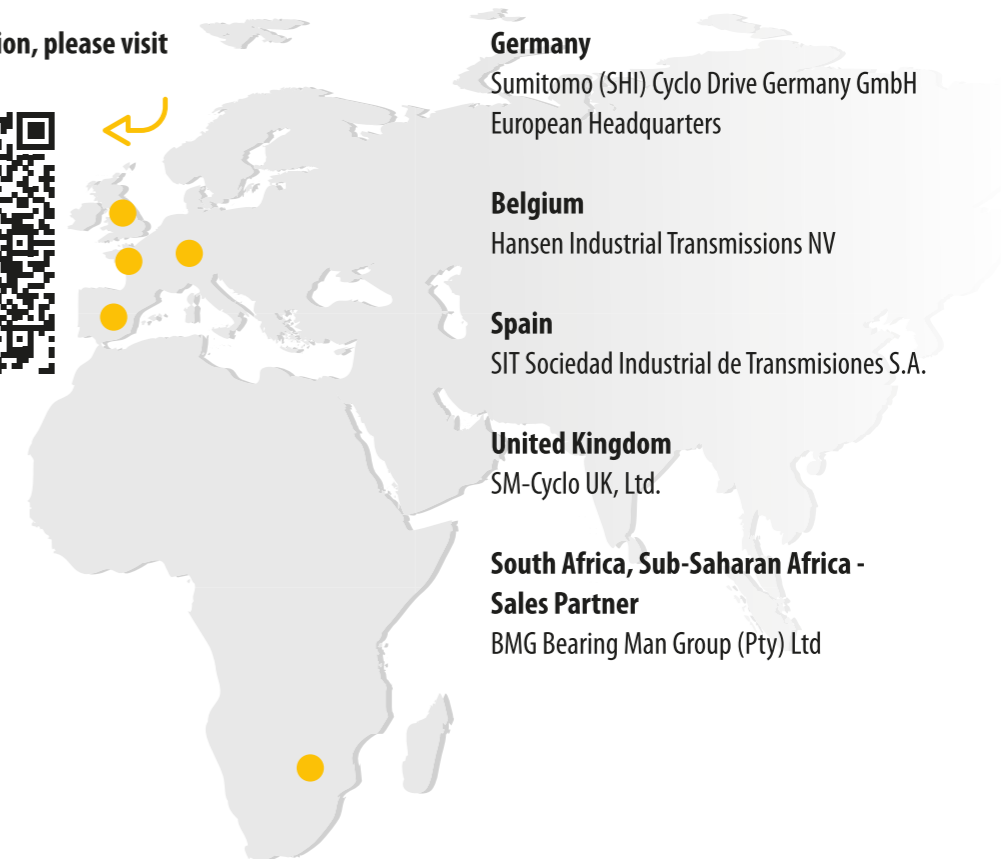 ion, please visit
Germany
Sumitomo (SHI) Cyclo Drive Germany GmbH
European Headquarters
Belgium
Hansen Industrial Transmissions NV
Spain
SIT Sociedad Industrial de Transmisiones S.A.
United Kingdom
SM-Cyclo UK, Ltd.
South Africa, Sub-Saharan Africa -
Sales Partner
BMG Bearing Man Group (Pty) Ltd